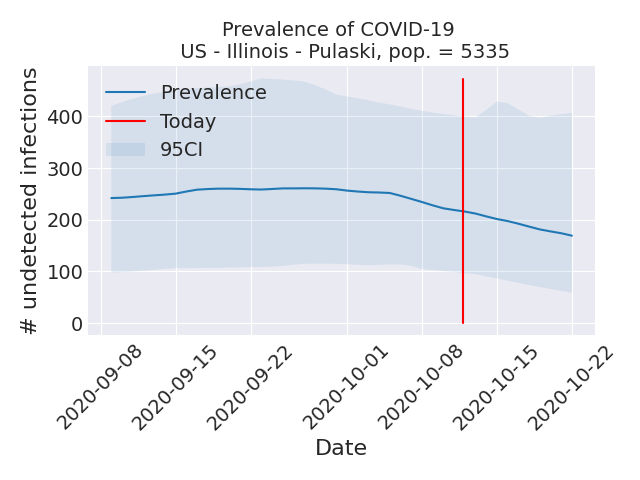 Prevalence of COVID-19
US - Illinois - Pulaski, pop. = 5335
# undetected infections
400
300
200
100
0
Prevalence
Today
95CI
2020-09-08
2020-09-15
2020-09-22
2020-10-01
2020-10-08
2020-10-15
2020-10-22
Date